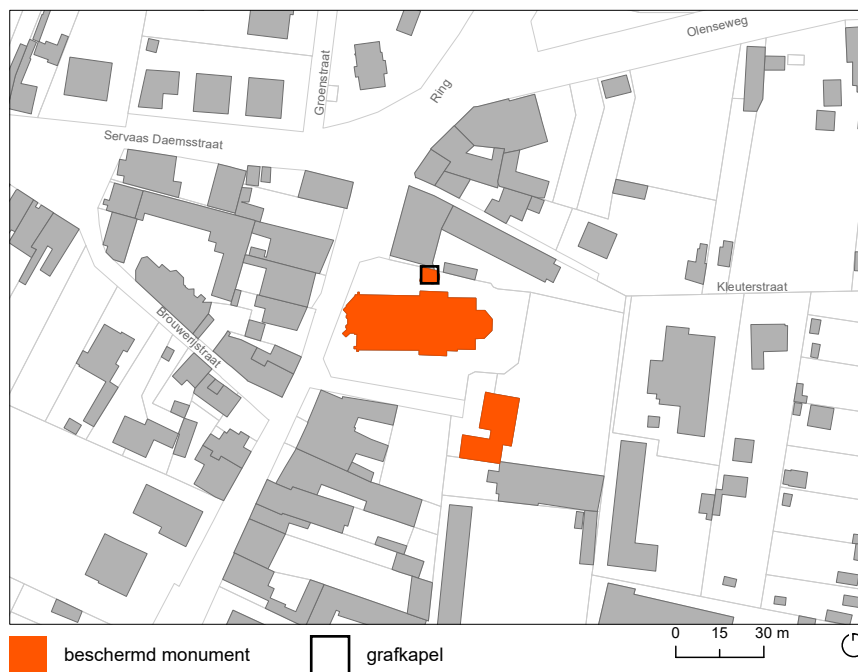 Olenseweg
Groenstraat
Ring
Servaas Daemsstraat
Kleuterstraat
Brouwerijstraat
beschermd monument
grafkapel
0 15 30 m